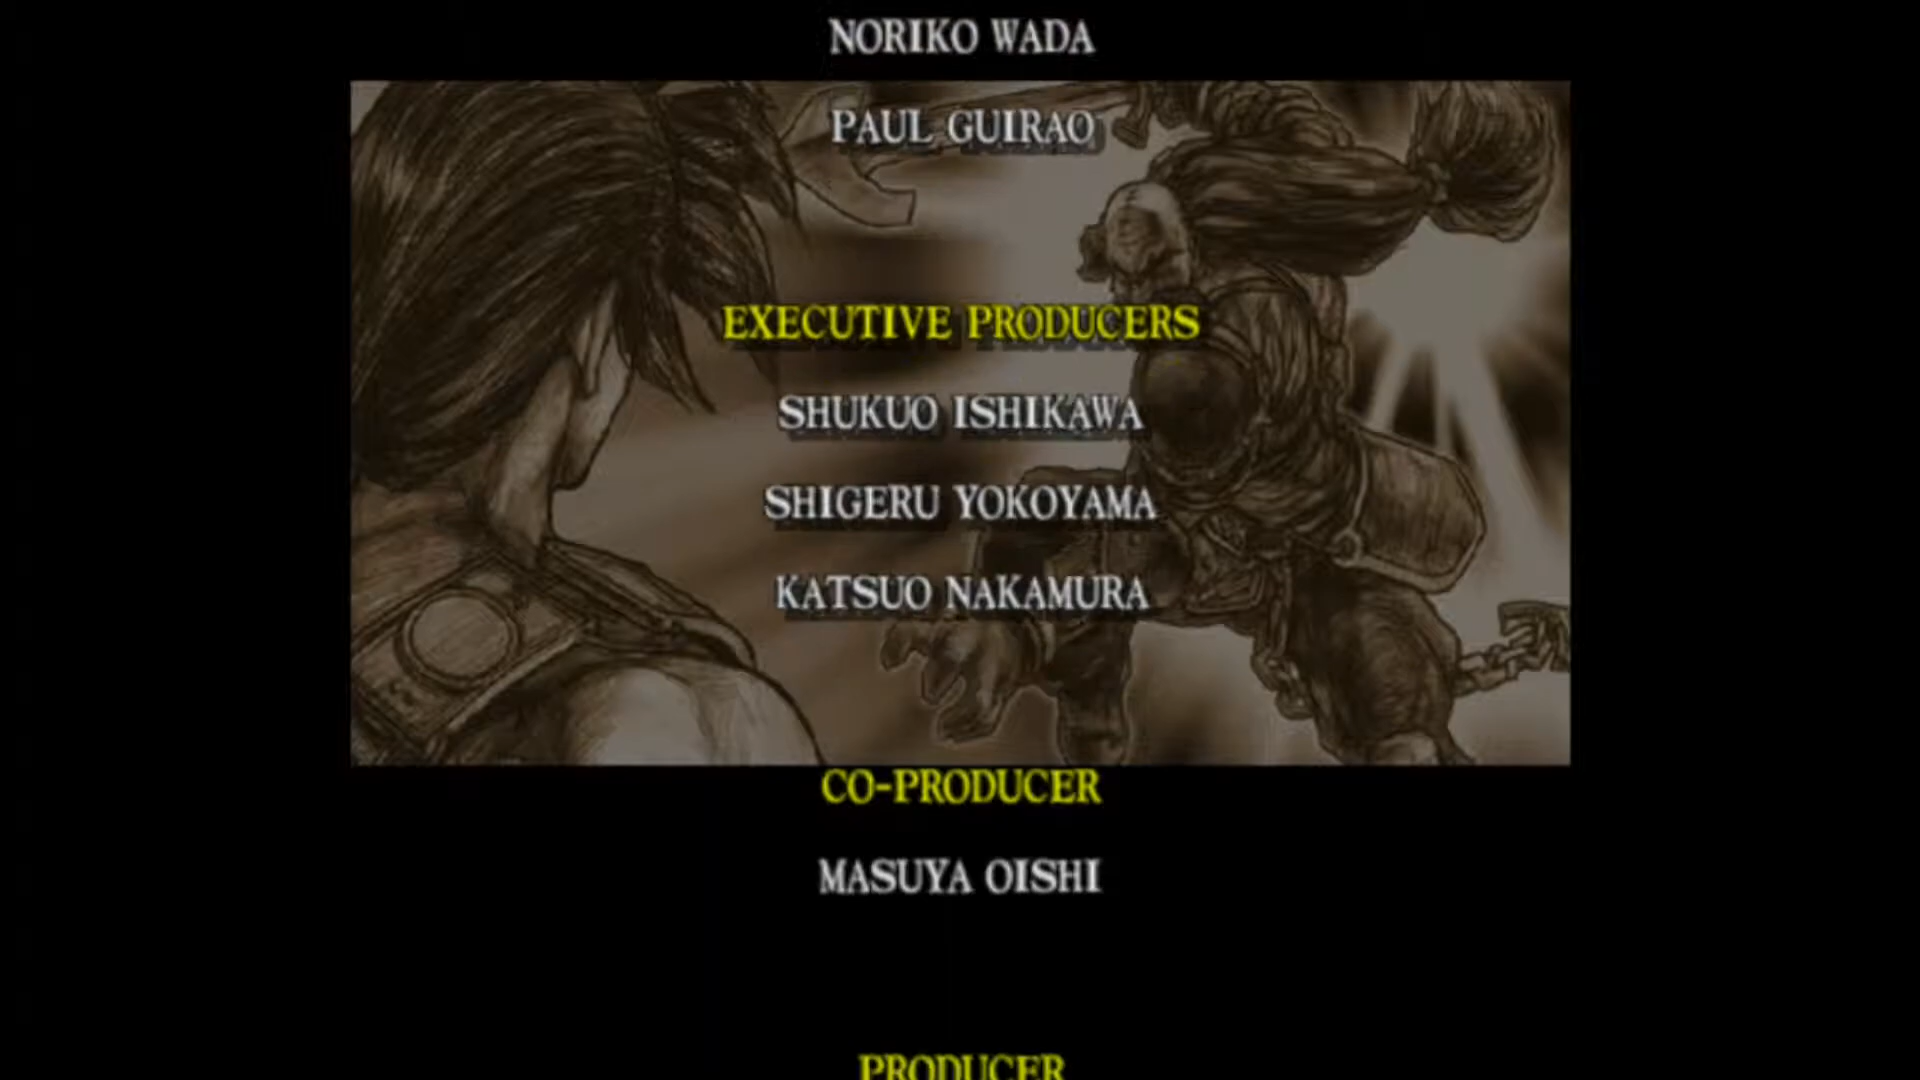 NORIKO WADA
PAUL GUIRAO
EXECUTIVE PRODUCERS
SHUKUO ISHIKAWA
SHIGERU YOKOYAMA
KATSUO NAKAMURA
CO-PRODUCER
MASUYA OISHI
PRODUCER